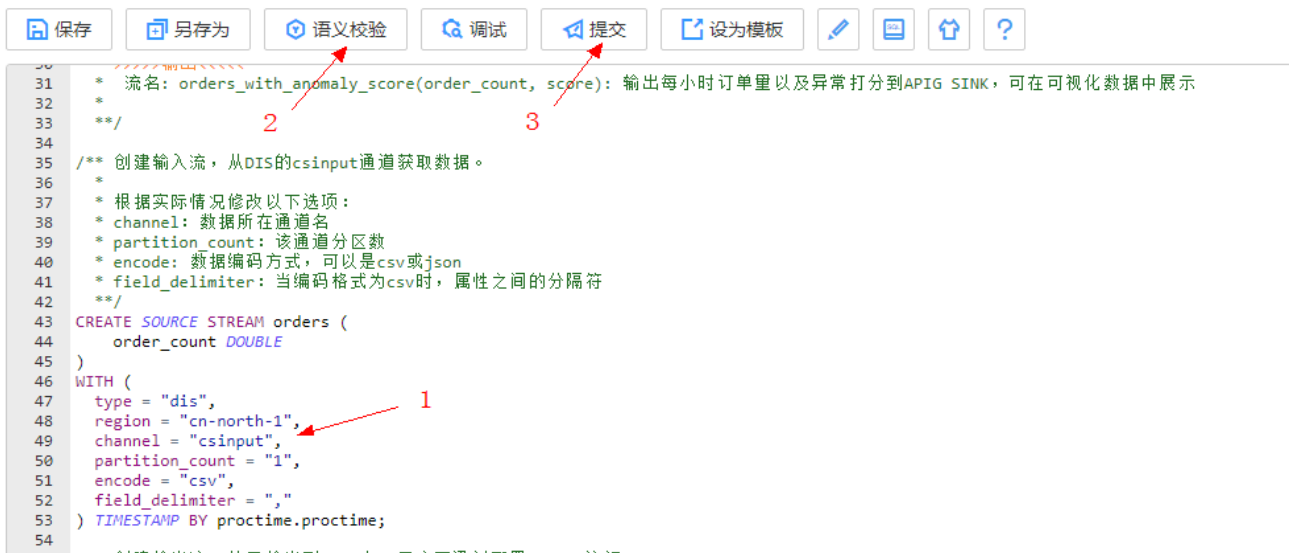 保存 另存为 语义校验 调试 提交 设为模板 SQL ?
30 >>>>>输出<<<<<
31 * 流名: orders_with_anomaly_score(order_count, score): 输出每小时订单量以及异常打分到APIG SINK，可在可视化数据中展示
32 *
33 **/
2
3
34
35 /** 创建输入流，从DIS的csinput通道获取数据。
36 *
37 * 根据实际情况修改以下选项：
38 * channel: 数据所在通道名
39 * partition_count: 该通道分区数
40 * encode: 数据编码方式，可以是csv或json
41 * field_delimiter: 当编码格式为csv时，属性之间的分隔符
42 **/
43 CREATE SOURCE STREAM orders (
44 order_count DOUBLE
45 )
46 WITH (
47 type = "dis",
1
48 region = "cn-north-1",
49 channel = "csinput",
50 partition_count = "1",
51 encode = "csv",
52 field_delimiter = ","
53 ) TIMESTAMP BY proctime.proctime;
54